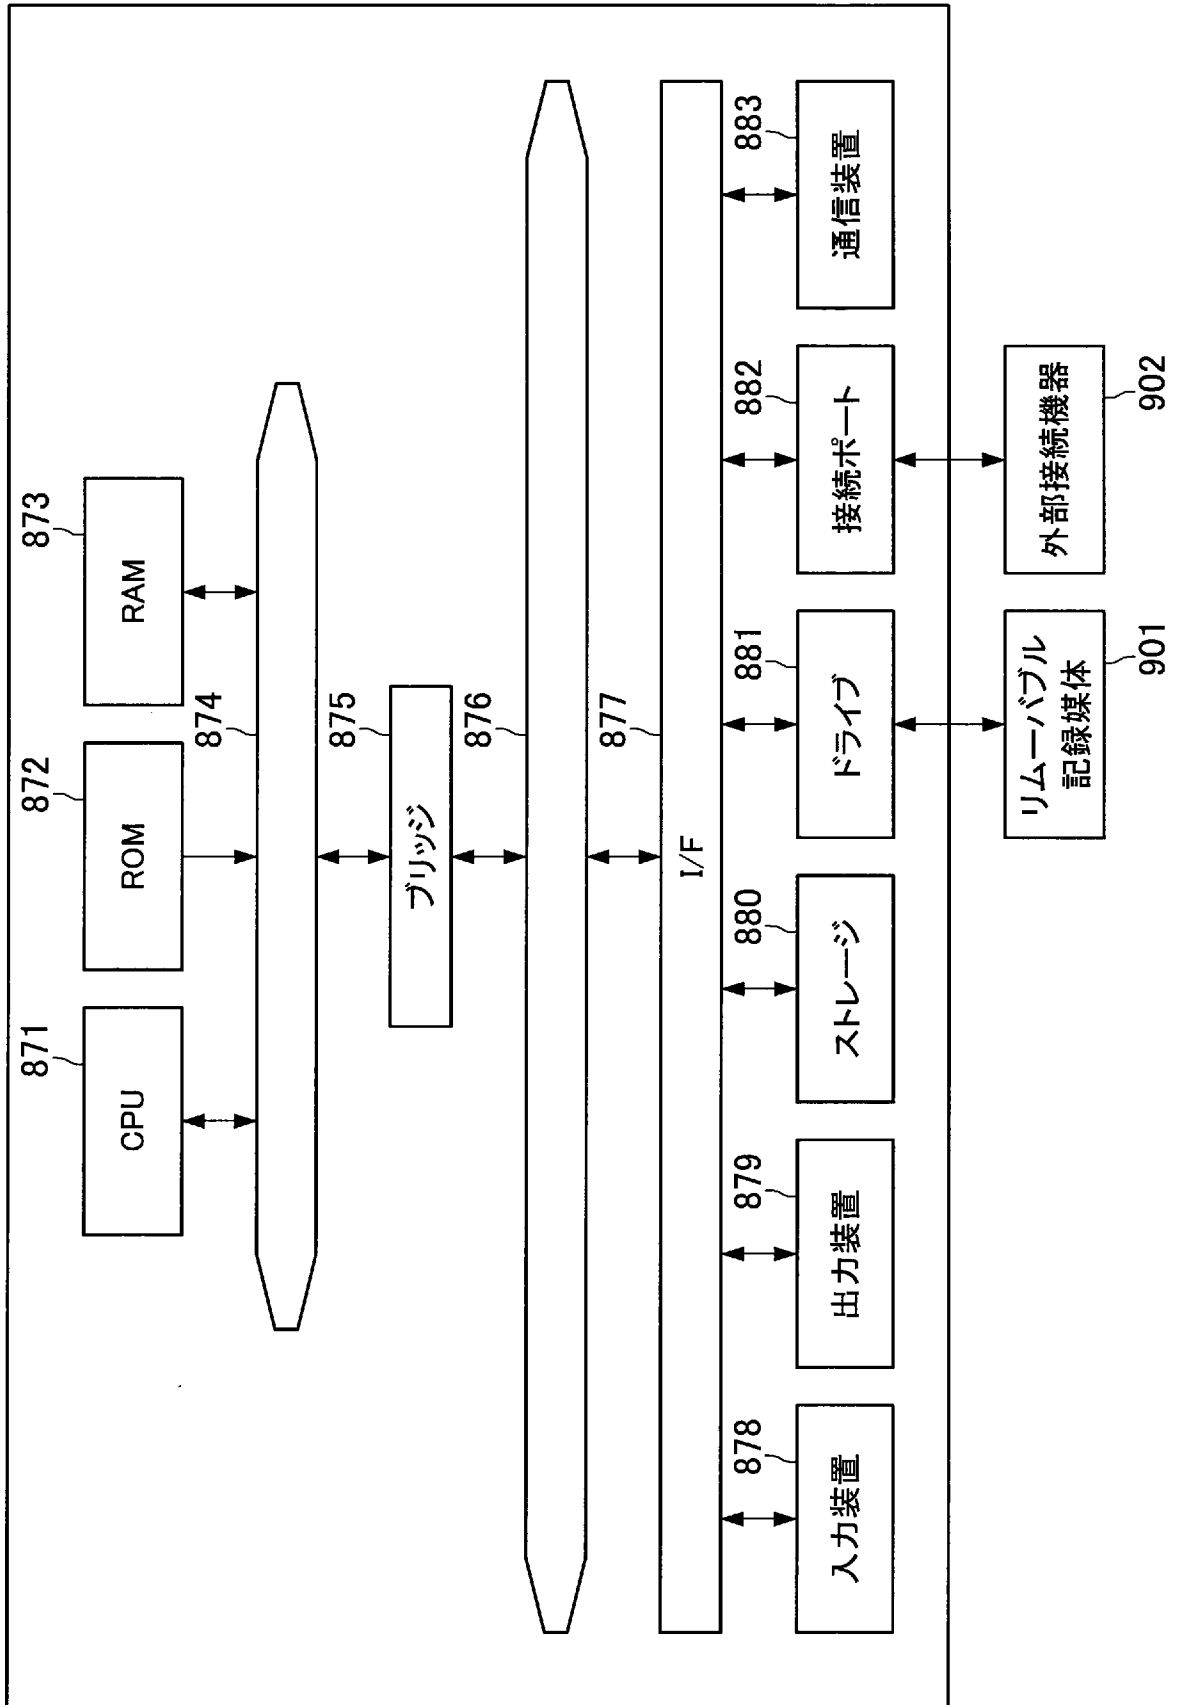 871
CPU
872
ROM
873
RAM
874
875
ブリッジ
876
877
I/F
878
入力装置
879
出力装置
880
ストレージ
881
ドライブ
882
接続ポート
883
通信装置
リムーバブル
記録媒体
901
外部接続機器
902